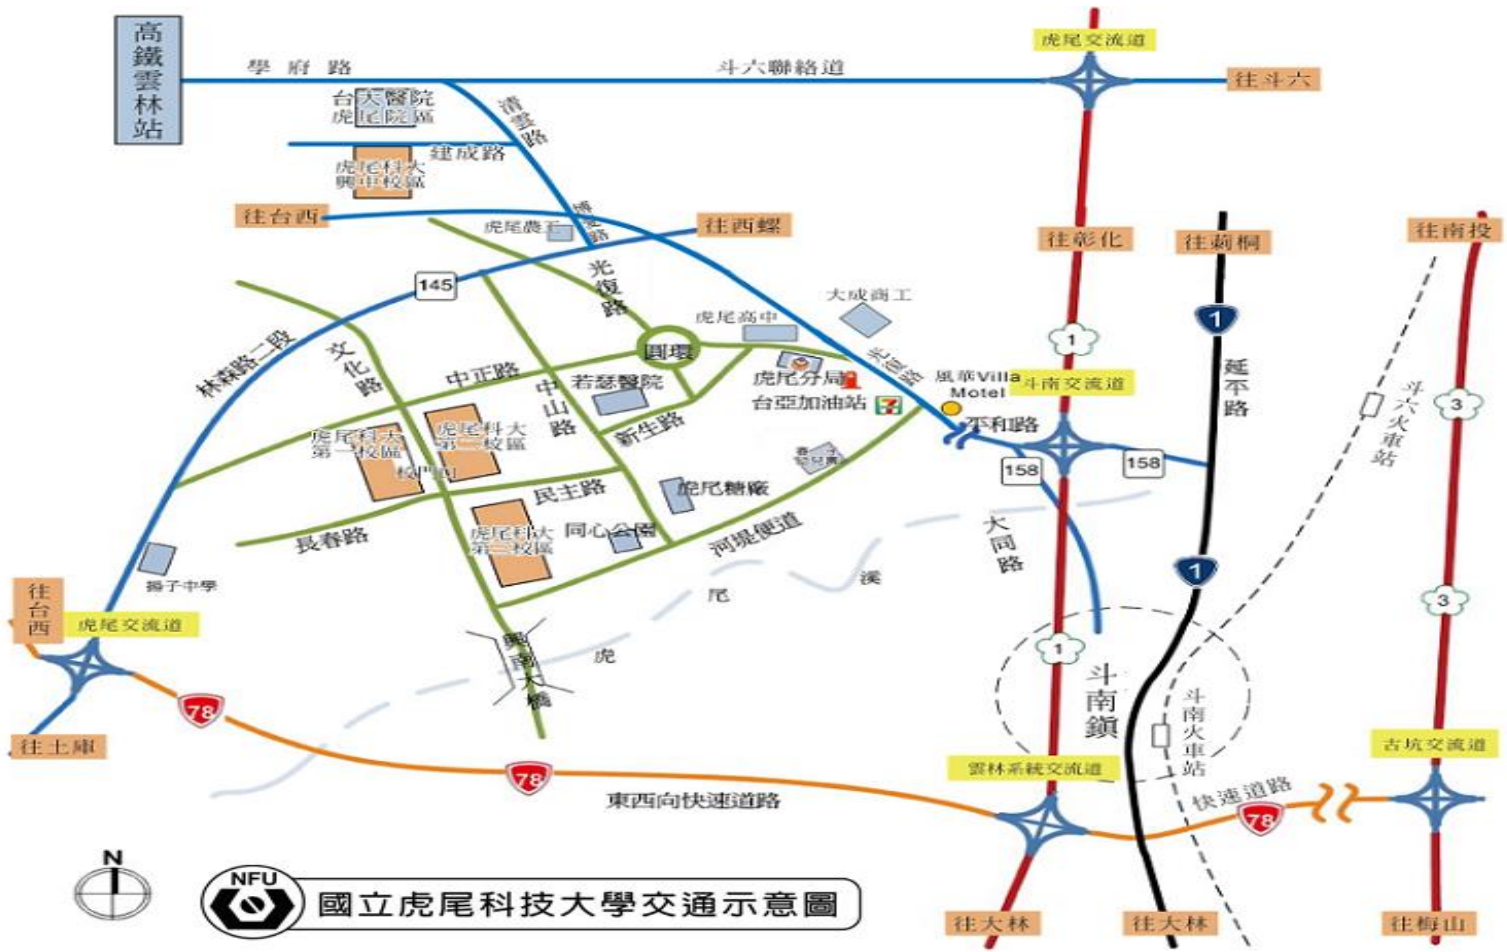 高鐵雲林站
學府路
斗六聯絡道
虎尾交流道
往斗六
台大醫院
虎尾院區
清雲路
建成路
虎尾科大
興中校區
往台西
虎尾農工
博愛路
往西螺
往彰化
往莿桐
往南投
145
光復路
大成商工
虎尾高中
1
1
林森路二段
文化路
中正路
圓環
中山路
若瑟醫院
虎尾分局
台亞加油站
7
光復路
風華Villa
Motel
斗南交流道
延平路
斗六火車站
3
平和路
新生路
虎尾科大
第一校區
虎尾科大
第二校區
校門口
158
158
民主路
虎尾糖廠
長春路
虎尾科大
第三校區
同心公園
河堤便道
大同路
1
揚子中學
往台西
虎尾交流道
虎
尾
溪
興南大橋
3
1
斗南鎮
斗南火車站
78
往土庫
78
東西向快速道路
雲林系統交流道
古坑交流道
快速道路
78
N
NFU
國立虎尾科技大學交通示意圖
往大林
往大林
往梅山